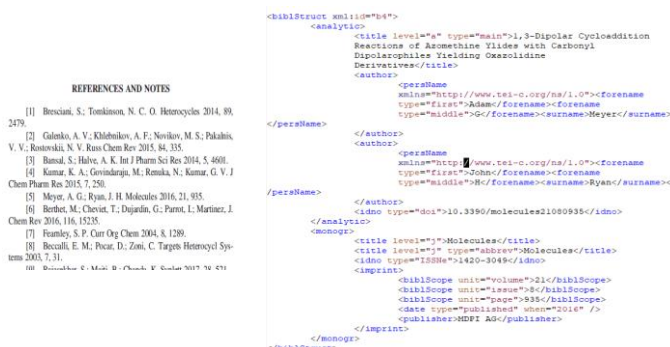 REFERENCES AND NOTES
[1] Bresciani, S.; Tomkinson, N. C. O. Heterocycles 2014, 89,
2479.
[2] Galenko, A. V.; Khlebnikov, A. F.; Novikov, M. S.; Pakalnis,
V. V.; Rostovskii, N. V. Russ Chem Rev 2015, 84, 335.
[3] Bansal, S.; Halve, A. K. Int J Pharm Sci Res 2014, 5, 4601.
[4] Kumar, K. A.; Govindaraju, M.; Renuka, N.; Kumar, G. V. J
Chem Pharm Res 2015, 7, 250.
[5] Meyer, A. G.; Ryan, J. H. Molecules 2016, 21, 935.
[6] Berthet, M.; Cheviet, T.; Dujardin, G.; Parrot, I.; Martinez, J.
Chem Rev 2016, 116, 15235.
[7] Fearnley, S. P. Curr Org Chem 2004, 8, 1289.
[8] Beccalli, E. M.; Pocar, D.; Zoni, C. Targets Heterocycl Sys-
tems 2003, 7, 31.
<biblStruct xml:id="b4">
<analytic>
<title level="a" type="main">1,3-Dipolar Cycloaddition
Reactions of Azomethine Ylides with Carbonyl
Dipolarophiles Yielding Oxazolidine
Derivatives</title>
<author>
<persName
xmlns="http://www.tei-c.org/ns/1.0"><forename
type="first">Adam</forename><forename
type="middle">G</forename><surname>Meyer</surname>
</persName>
</author>
<author>
<persName
xmlns="http://www.tei-c.org/ns/1.0"><forename
type="first">John</forename><forename
type="middle">H</forename><surname>Ryan</surname>
</persName>
</author>
<idno type="doi">10.3390/molecules21080935</idno>
</analytic>
<monogr>
<title level="j">Molecules</title>
<title level="j" type="abbrev">Molecules</title>
<idno type="ISSNe">1420-3049</idno>
<imprint>
<biblScope unit="volume">21</biblScope>
<biblScope unit="issue">8</biblScope>
<biblScope unit="page">935</biblScope>
<date type="published" when="2016" />
<publisher>MDPI AG</publisher>
</imprint>
</monogr>